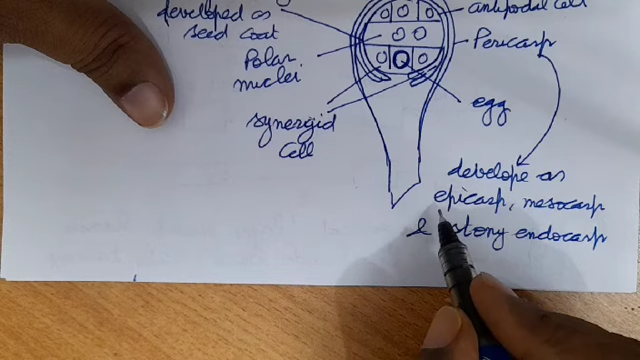 developed as
seed coat
antipodal cell
Polar
nuclei
Pericarp
synergid
cell
egg
develope as
epicarp, mesocarp
& stony endocarp